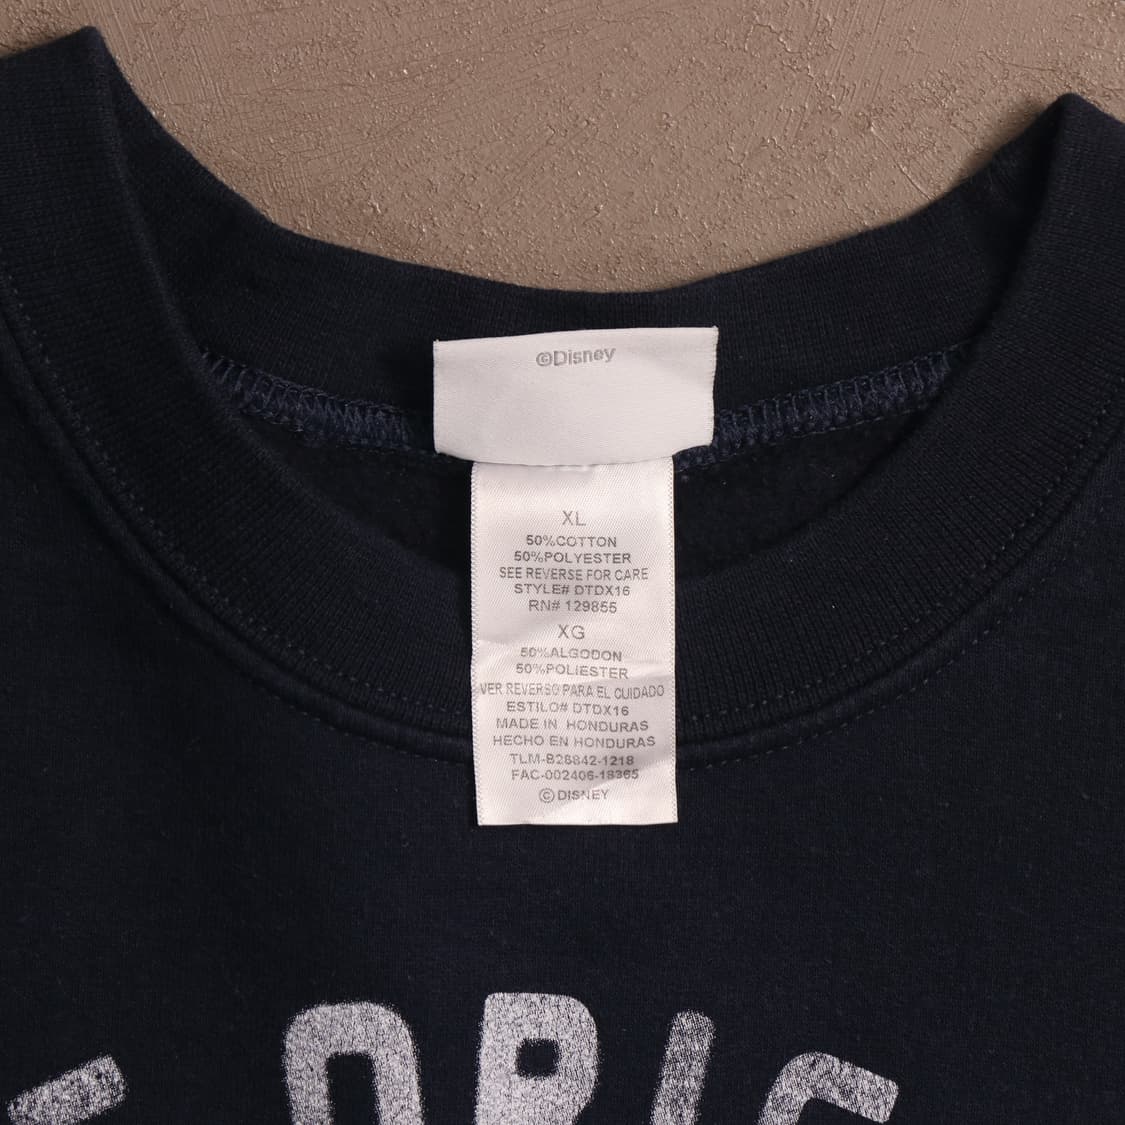 ©Disney
XL
50%COTTON
50%POLYESTER
SEE REVERSE FOR CARE
STYLE# DTDX16
RN# 129855
XG
50%ALGODON
50%POLIESTER
VER REVERSO PARA EL CUIDADO
ESTILO# DTDX16
MADE IN HONDURAS
HECHO EN HONDURAS
TLM-B26842-1218
FAC-002406-18365
©DISNEY